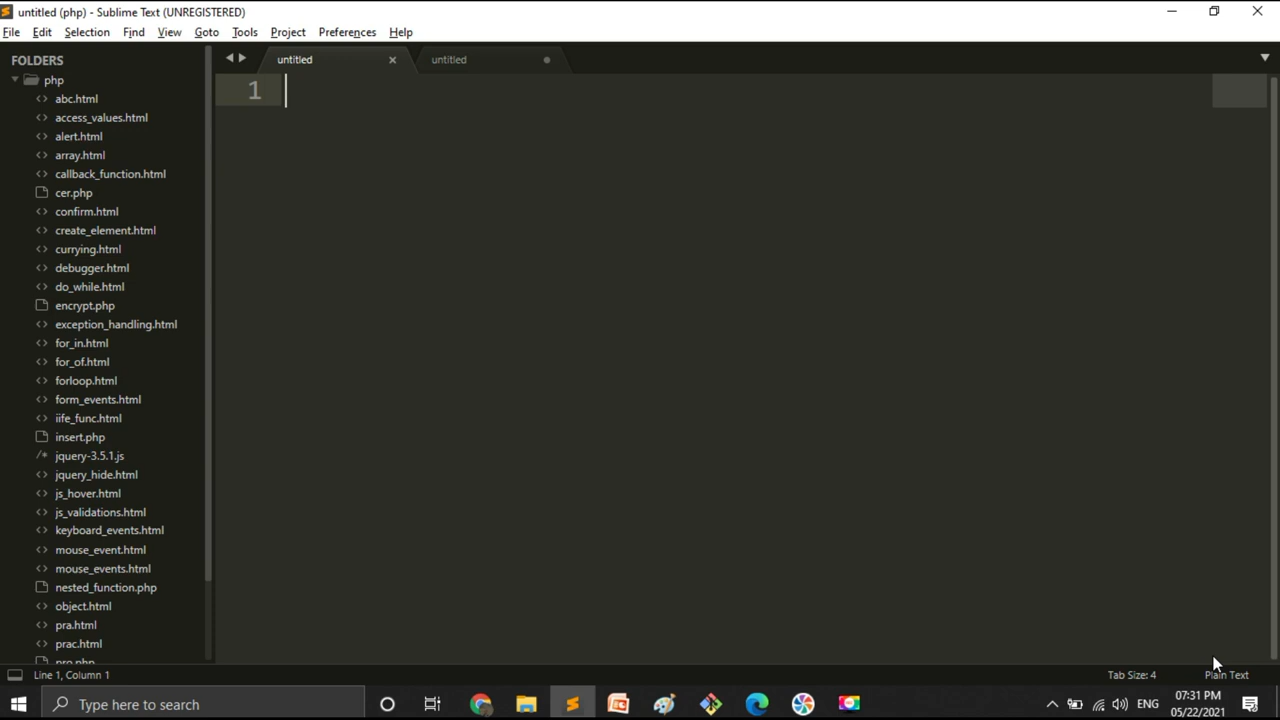 untitled (php) - Sublime Text (UNREGISTERED)
File Edit Selection Find View Goto Tools Project Preferences Help
FOLDERS
php
abc.html
access_values.html
alert.html
array.html
callback_function.html
cer.php
confirm.html
create_element.html
currying.html
debugger.html
do_while.html
encrypt.php
exception_handling.html
for_in.html
for_of.html
forloop.html
form_events.html
iife_func.html
insert.php
jquery-3.5.1.js
jquery_hide.html
js_hover.html
js_validations.html
keyboard_events.html
mouse_event.html
mouse_events.html
nested_function.php
object.html
pra.html
prac.html
pro.php
untitled untitled
1
Line 1, Column 1 Tab Size: 4 Plain Text
Type here to search
ENG
07:31 PM
05/22/2021